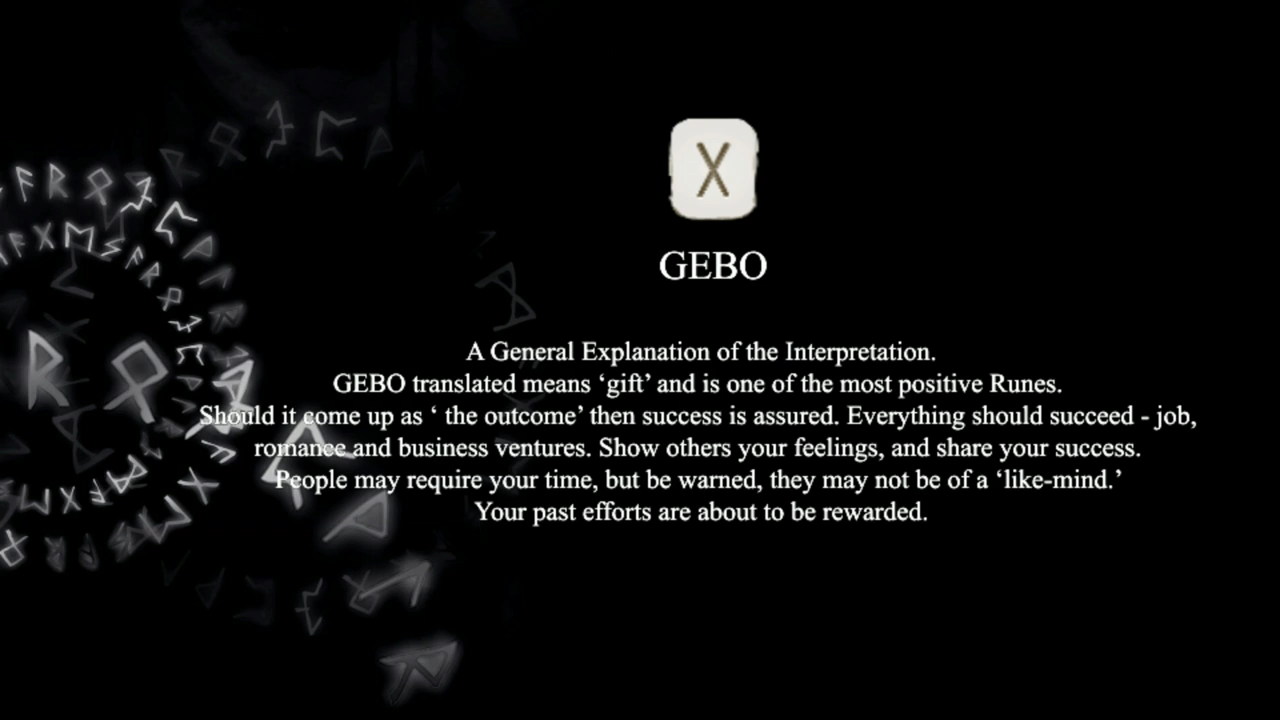 X
GEBO
A General Explanation of the Interpretation.
GEBO translated means ‘gift’ and is one of the most positive Runes.
Should it come up as ‘ the outcome’ then success is assured. Everything should succeed - job,
romance and business ventures. Show others your feelings, and share your success.
People may require your time, but be warned, they may not be of a ‘like-mind.’
Your past efforts are about to be rewarded.